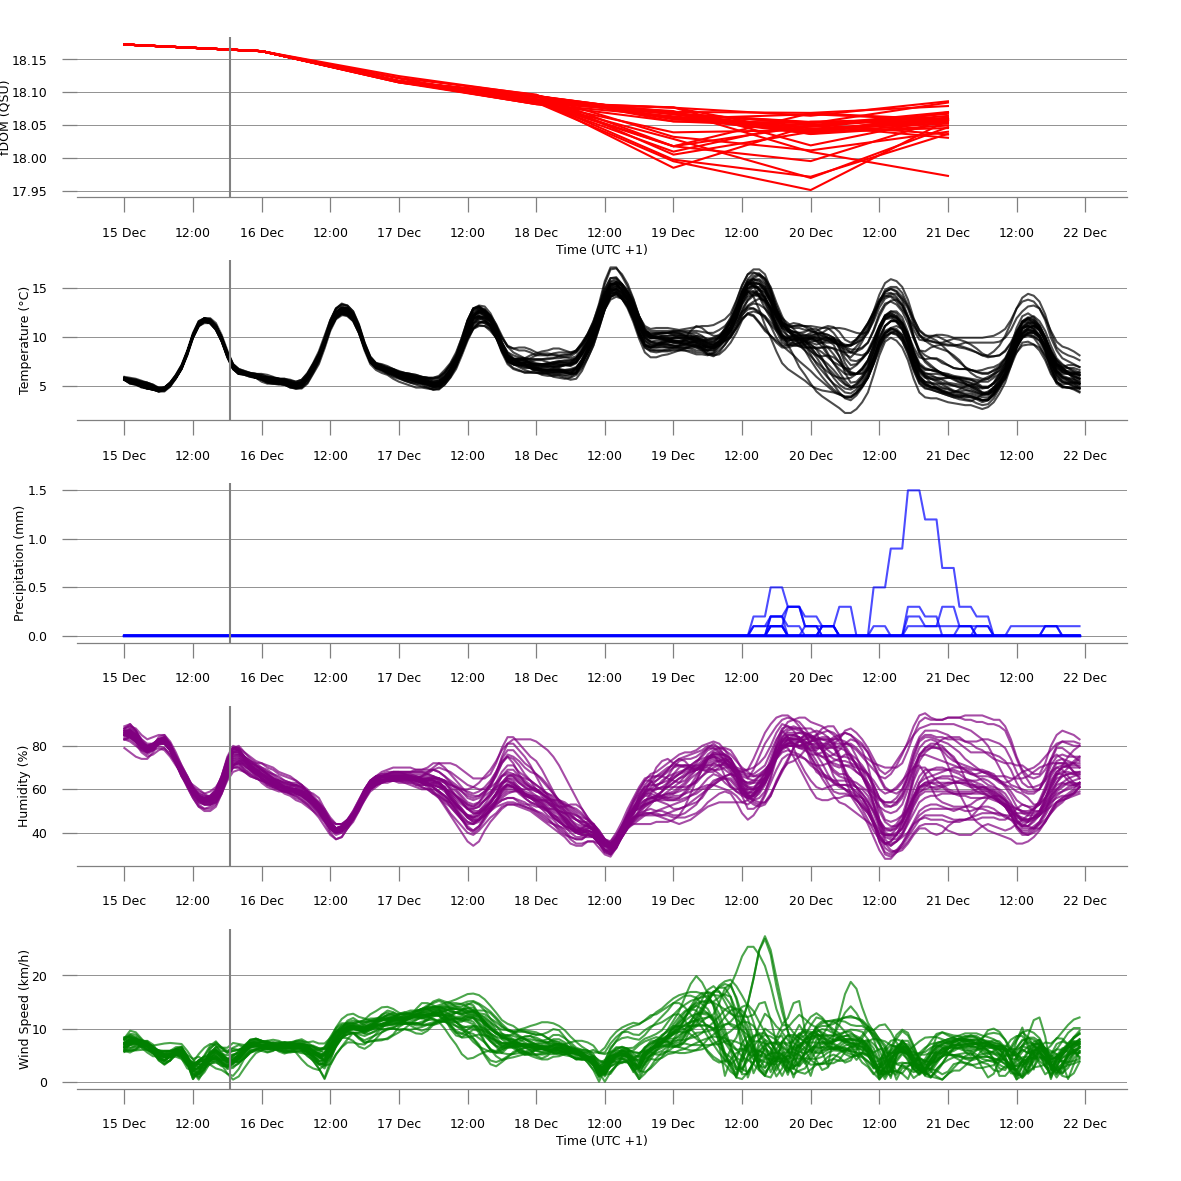 fDOM (QSU)
18.15
18.10
18.05
18.00
17.95
15 Dec 12:00 16 Dec 12:00 17 Dec 12:00 18 Dec 12:00 19 Dec 12:00 20 Dec 12:00 21 Dec 12:00 22 Dec
Time (UTC +1)
Temperature (°C)
15
10
5
15 Dec 12:00 16 Dec 12:00 17 Dec 12:00 18 Dec 12:00 19 Dec 12:00 20 Dec 12:00 21 Dec 12:00 22 Dec
Precipitation (mm)
1.5
1.0
0.5
0.0
15 Dec 12:00 16 Dec 12:00 17 Dec 12:00 18 Dec 12:00 19 Dec 12:00 20 Dec 12:00 21 Dec 12:00 22 Dec
Humidity (%)
80
60
40
15 Dec 12:00 16 Dec 12:00 17 Dec 12:00 18 Dec 12:00 19 Dec 12:00 20 Dec 12:00 21 Dec 12:00 22 Dec
Wind Speed (km/h)
20
10
0
15 Dec 12:00 16 Dec 12:00 17 Dec 12:00 18 Dec 12:00 19 Dec 12:00 20 Dec 12:00 21 Dec 12:00 22 Dec
Time (UTC +1)